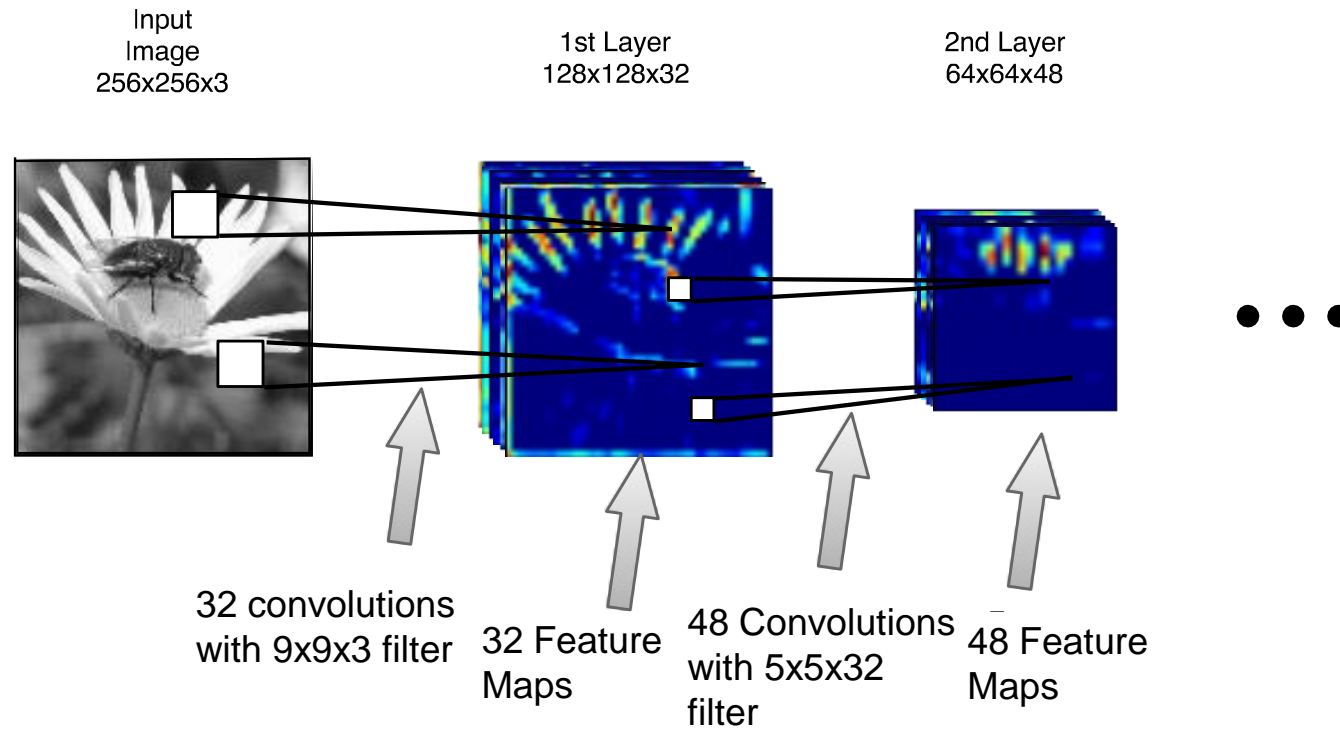 Input
Image
256x256x3
1st Layer
128x128x32
2nd Layer
64x64x48
32 convolutions
with 9x9x3 filter
32 Feature
Maps
48 Convolutions
with 5x5x32
filter
48 Feature
Maps